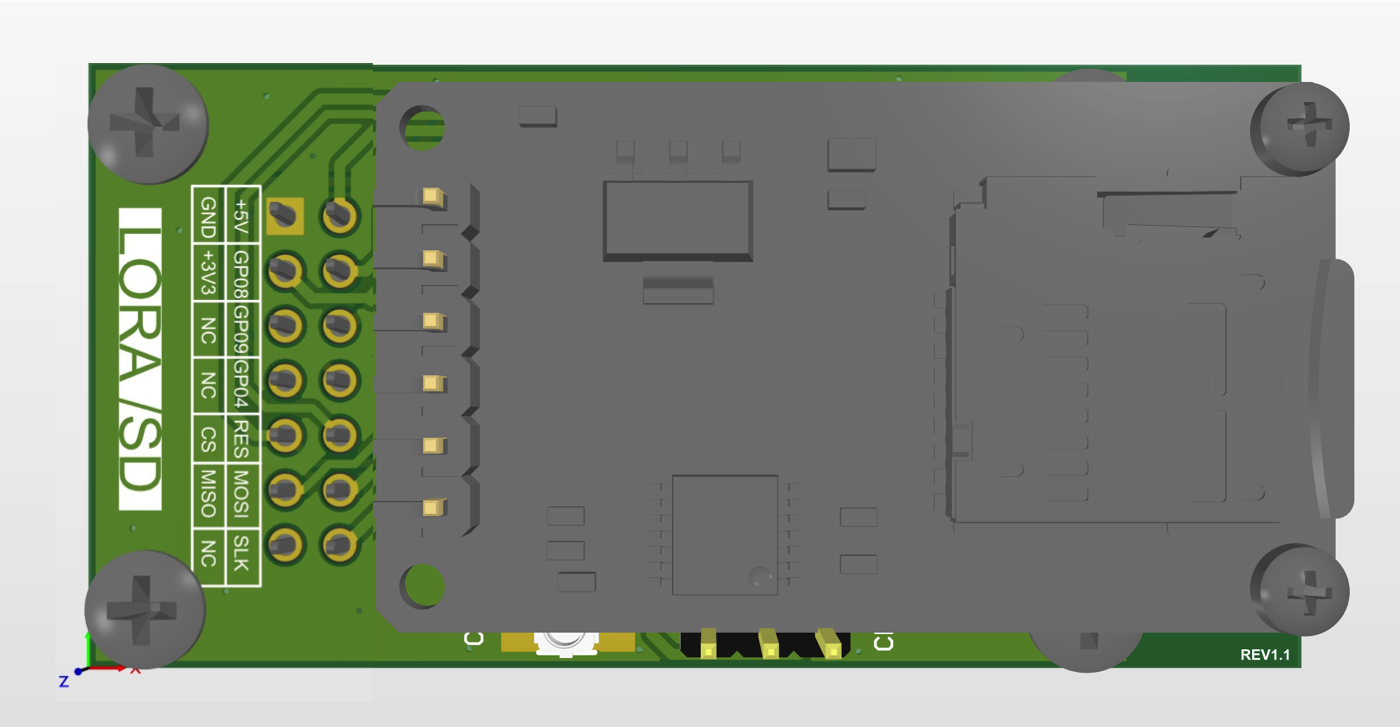 LORA /SD
GND +5V
+3V3 GP08
NC GP09
NC GP04
CS RES
MISO MOSI
NC SLK
REV1.1
Z
X